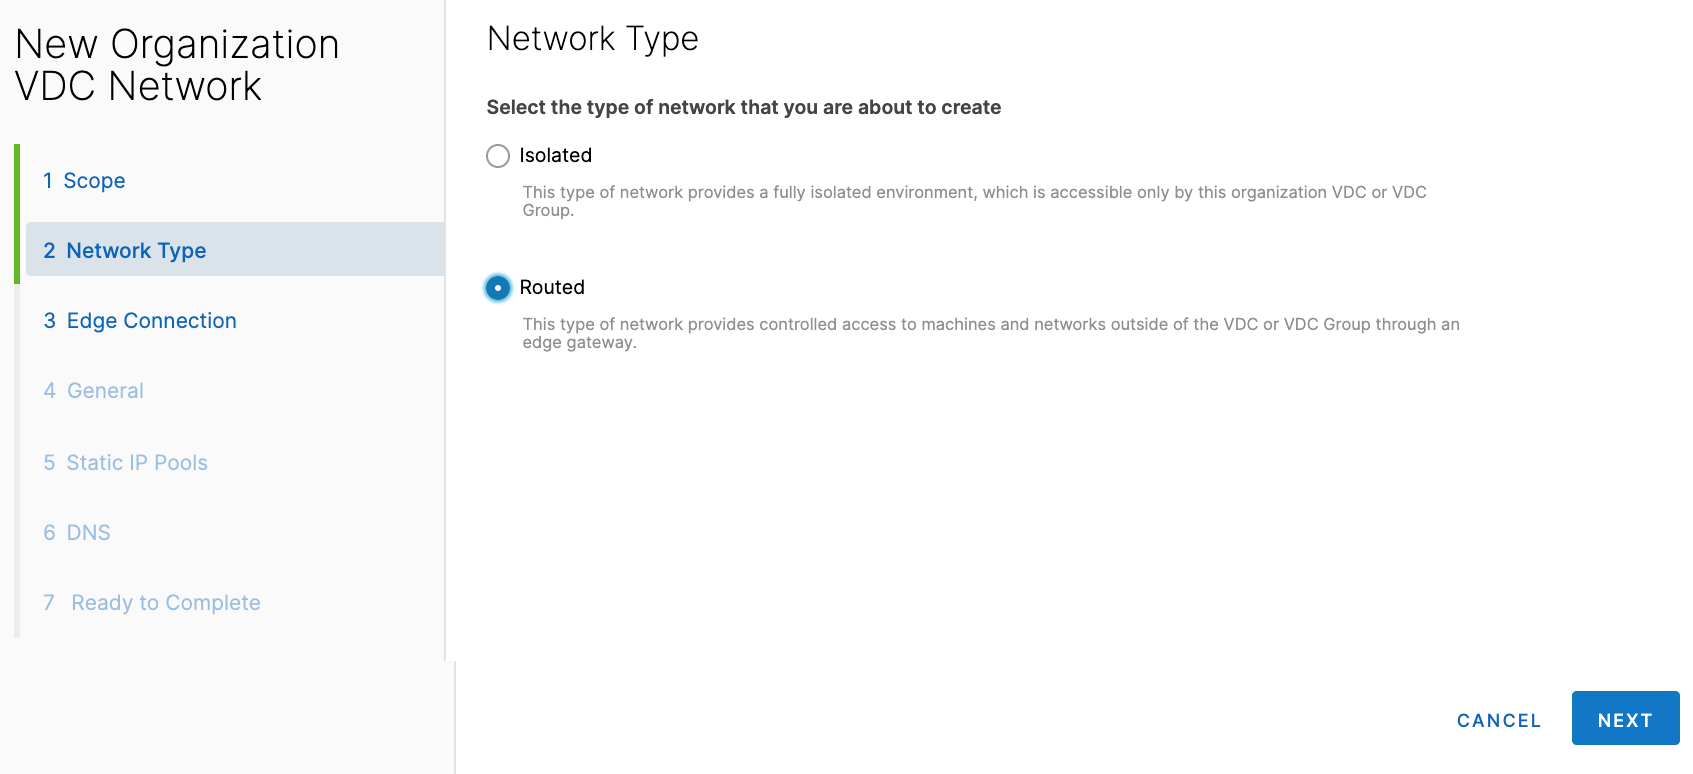 New Organization
VDC Network
1 Scope
2 Network Type
3 Edge Connection
4 General
5 Static IP Pools
6 DNS
7 Ready to Complete
Network Type
Select the type of network that you are about to create
Isolated
This type of network provides a fully isolated environment, which is accessible only by this organization VDC or VDC
Group.
Routed
This type of network provides controlled access to machines and networks outside of the VDC or VDC Group through an
edge gateway.
CANCEL
NEXT